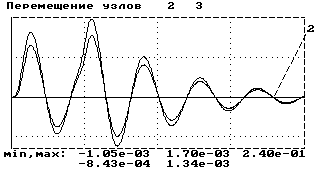 Перемещение узлов 2 3
2
min,max: -1.05e-03 1.70e-03 2.40e-01
-8.43e-04 1.34e-03